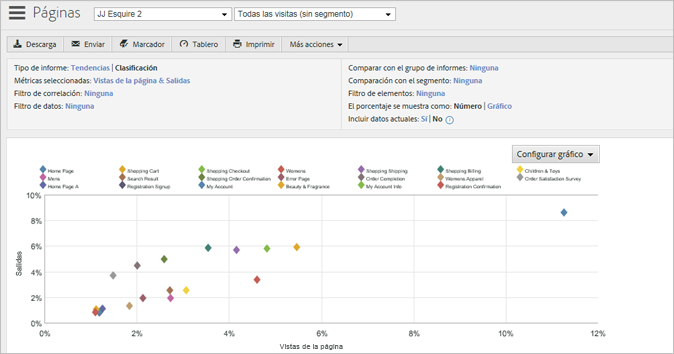 Páginas
JJ Esquire 2
Todas las visitas (sin segmento)
Descarga
Enviar
Marcador
Tablero
Imprimir
Más acciones
Tipo de informe: Tendencias | Clasificación
Métricas seleccionadas: Vistas de la página & Salidas
Filtro de correlación: Ninguna
Filtro de datos: Ninguna
Comparar con el grupo de informes: Ninguna
Comparación con el segmento: Ninguna
Filtro de elementos: Ninguna
El porcentaje se muestra como: Número | Gráfico
Incluir datos actuales: Sí | No
Configurar gráfico
Home Page
Shopping Cart
Shopping Checkout
Womens
Shopping Shipping
Shopping Billing
Children & Toys
Mens
Search Result
Shopping Order Confirmation
Error Page
Order Completion
Womens Apparel
Order Satisfaction Survey
Home Page A
Registration Signup
My Account
Beauty & Fragrance
My Account Info
Registration Confirmation
10%
8%
6%
4%
2%
0%
Salidas
0%
2%
4%
6%
8%
10%
12%
Vistas de la página